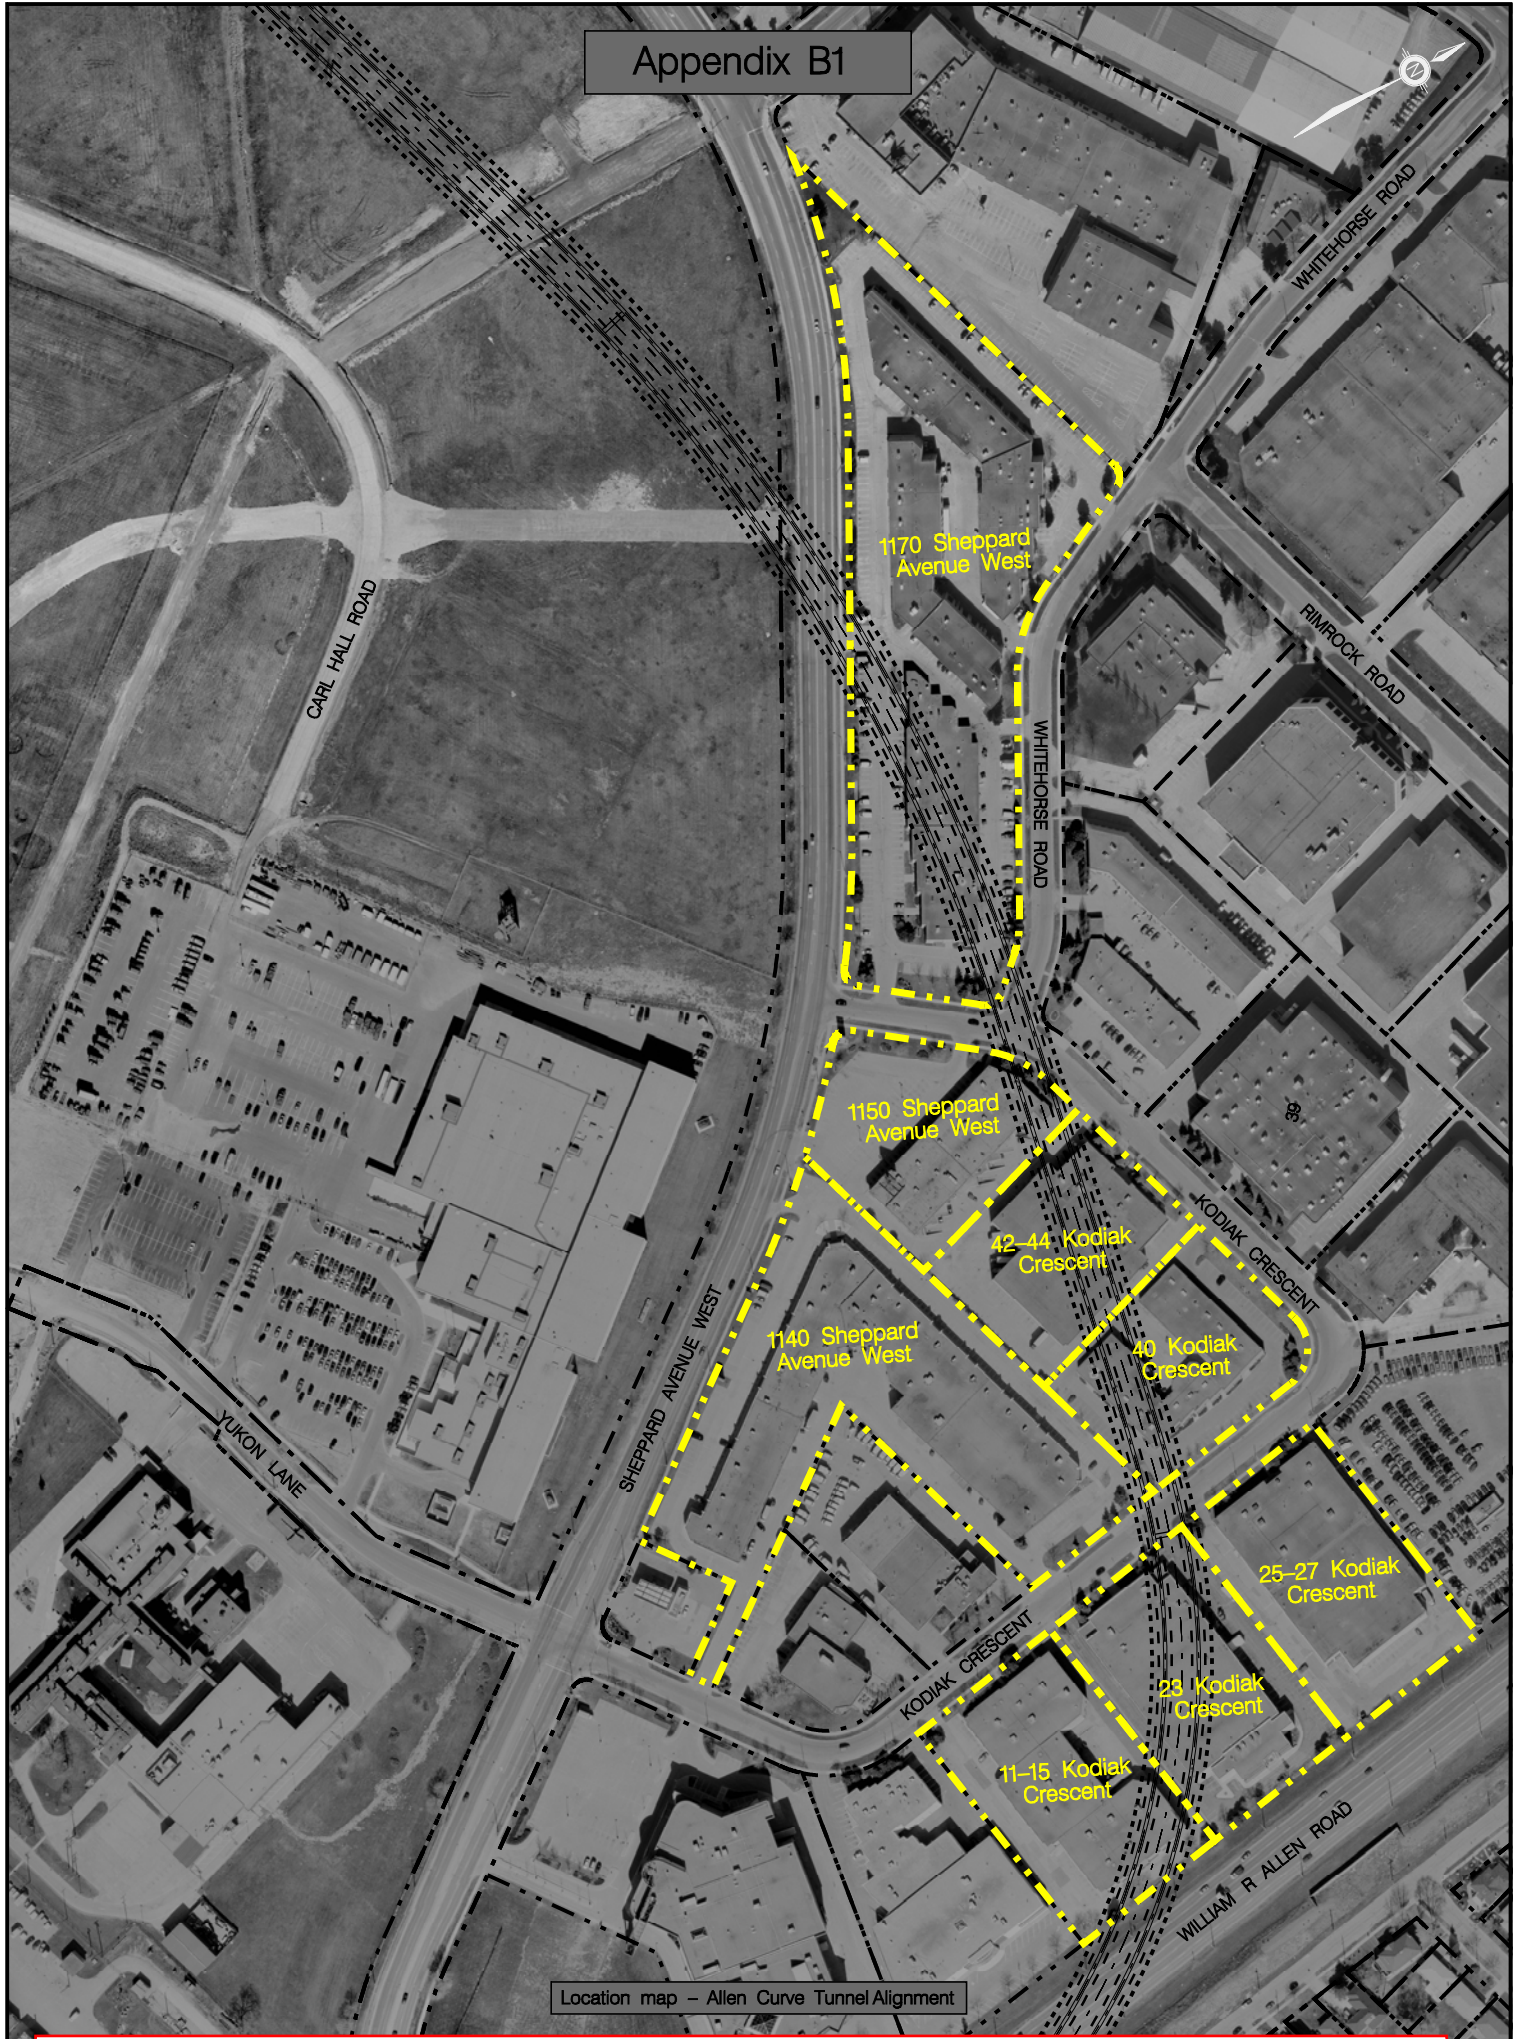 Appendix B1
N
WHITEHORSE ROAD
1170 Sheppard
Avenue West
CARL HALL ROAD
RIMROCK ROAD
WHITEHORSE ROAD
1150 Sheppard
Avenue West
39
42–44 Kodiak
Crescent
KODIAK CRESCENT
1140 Sheppard
Avenue West
40 Kodiak
Crescent
SHEPPARD AVENUE WEST
YUKON LANE
25–27 Kodiak
Crescent
KODIAK CRESCENT
23 Kodiak
Crescent
11–15 Kodiak
Crescent
WILLIAM R ALLEN ROAD
Location map – Allen Curve Tunnel Alignment